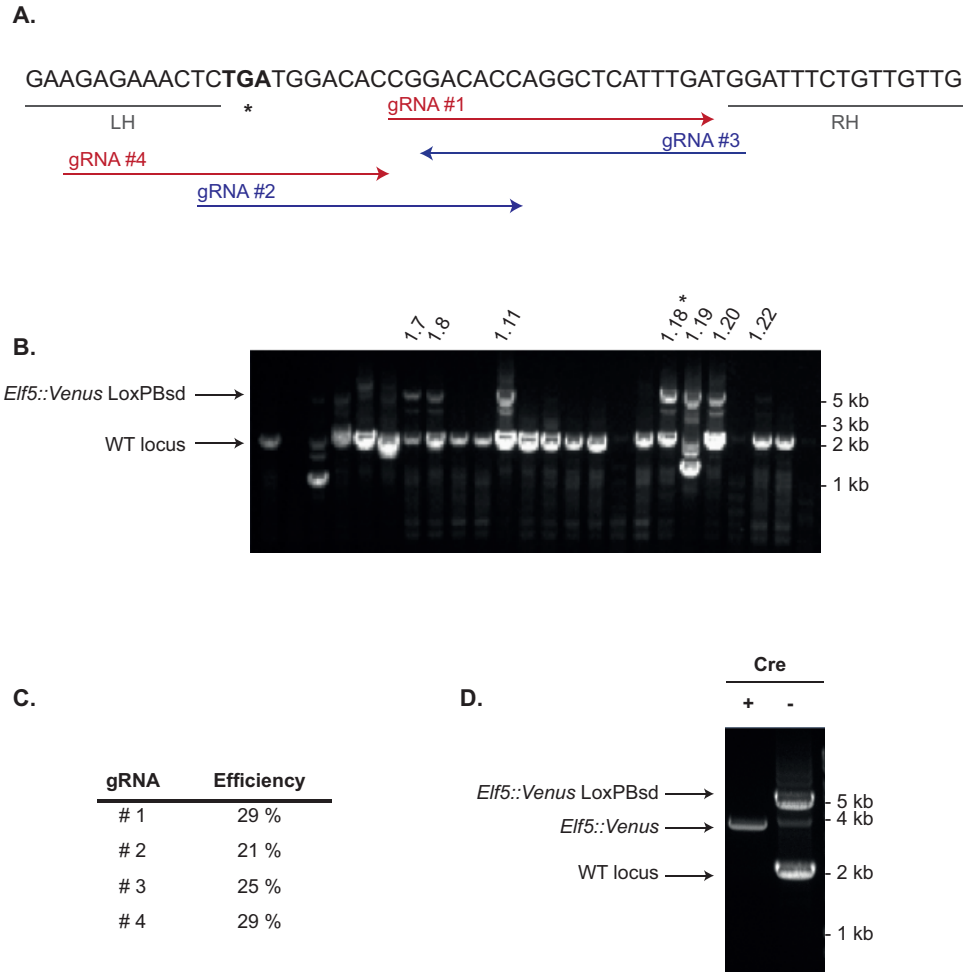 A.
GAAGAGAAACTCTGATGGACACCGGACACCAGGCTCATTTGATGGATTTCTGTTGTTG
LH
*
gRNA #1
RH
gRNA #3
gRNA #4
gRNA #2
B.
1.7
1.8
1.11
1.18 *
1.19
1.20
1.22
Elf5::Venus LoxPBsd
WT locus
- 5 kb
- 3 kb
- 2 kb
- 1 kb
C.
gRNA Efficiency
# 1 29 %
# 2 21 %
# 3 25 %
# 4 29 %
D.
Cre
+ -
Elf5::Venus LoxPBsd
Elf5::Venus
WT locus
- 5 kb
- 4 kb
- 2 kb
- 1 kb